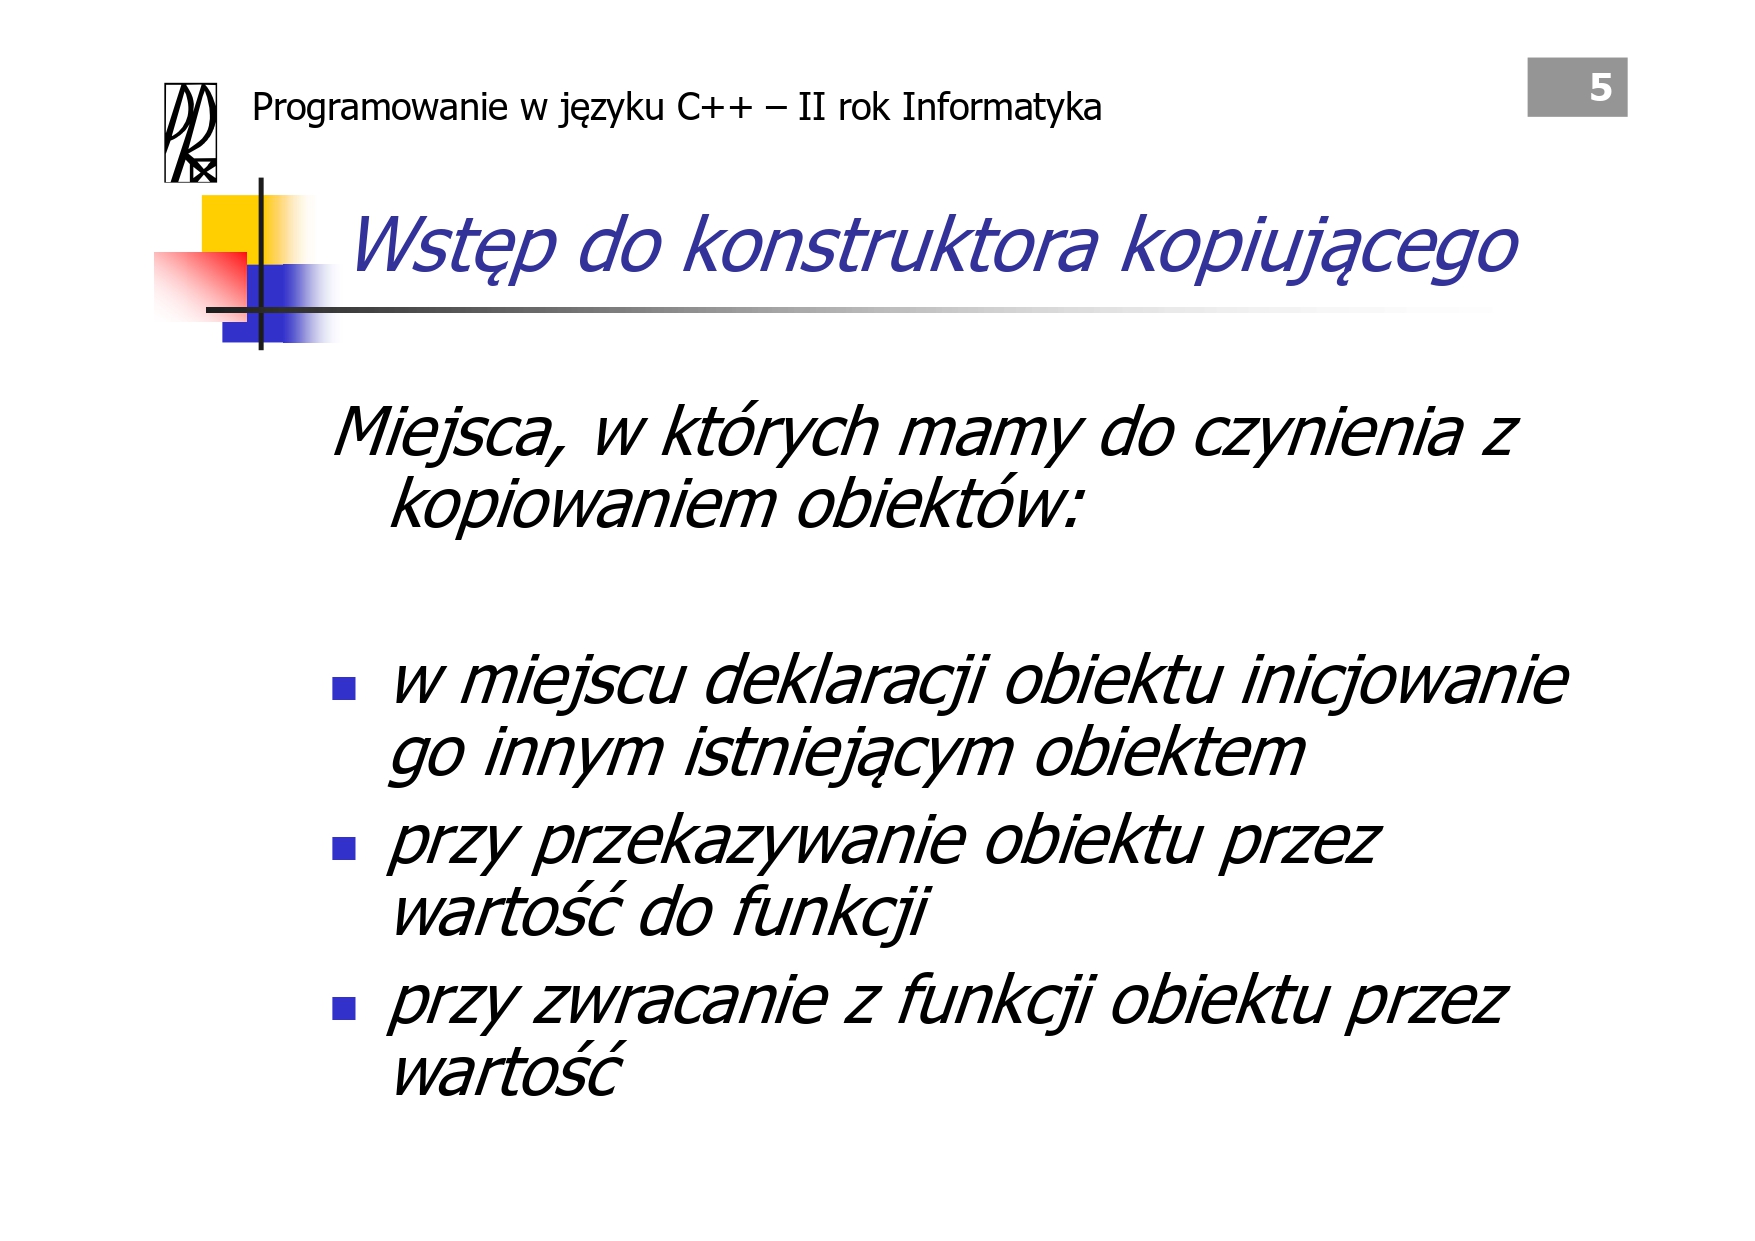 Programowanie w języku C++ – II rok Informatyka
5
Wstęp do konstruktora kopiującego
Miejsca, w których mamy do czynienia z
kopiowaniem obiektów:
w miejscu deklaracji obiektu inicjowanie
go innym istniejącym obiektem
przy przekazywanie obiektu przez
wartość do funkcji
przy zwracanie z funkcji obiektu przez
wartość